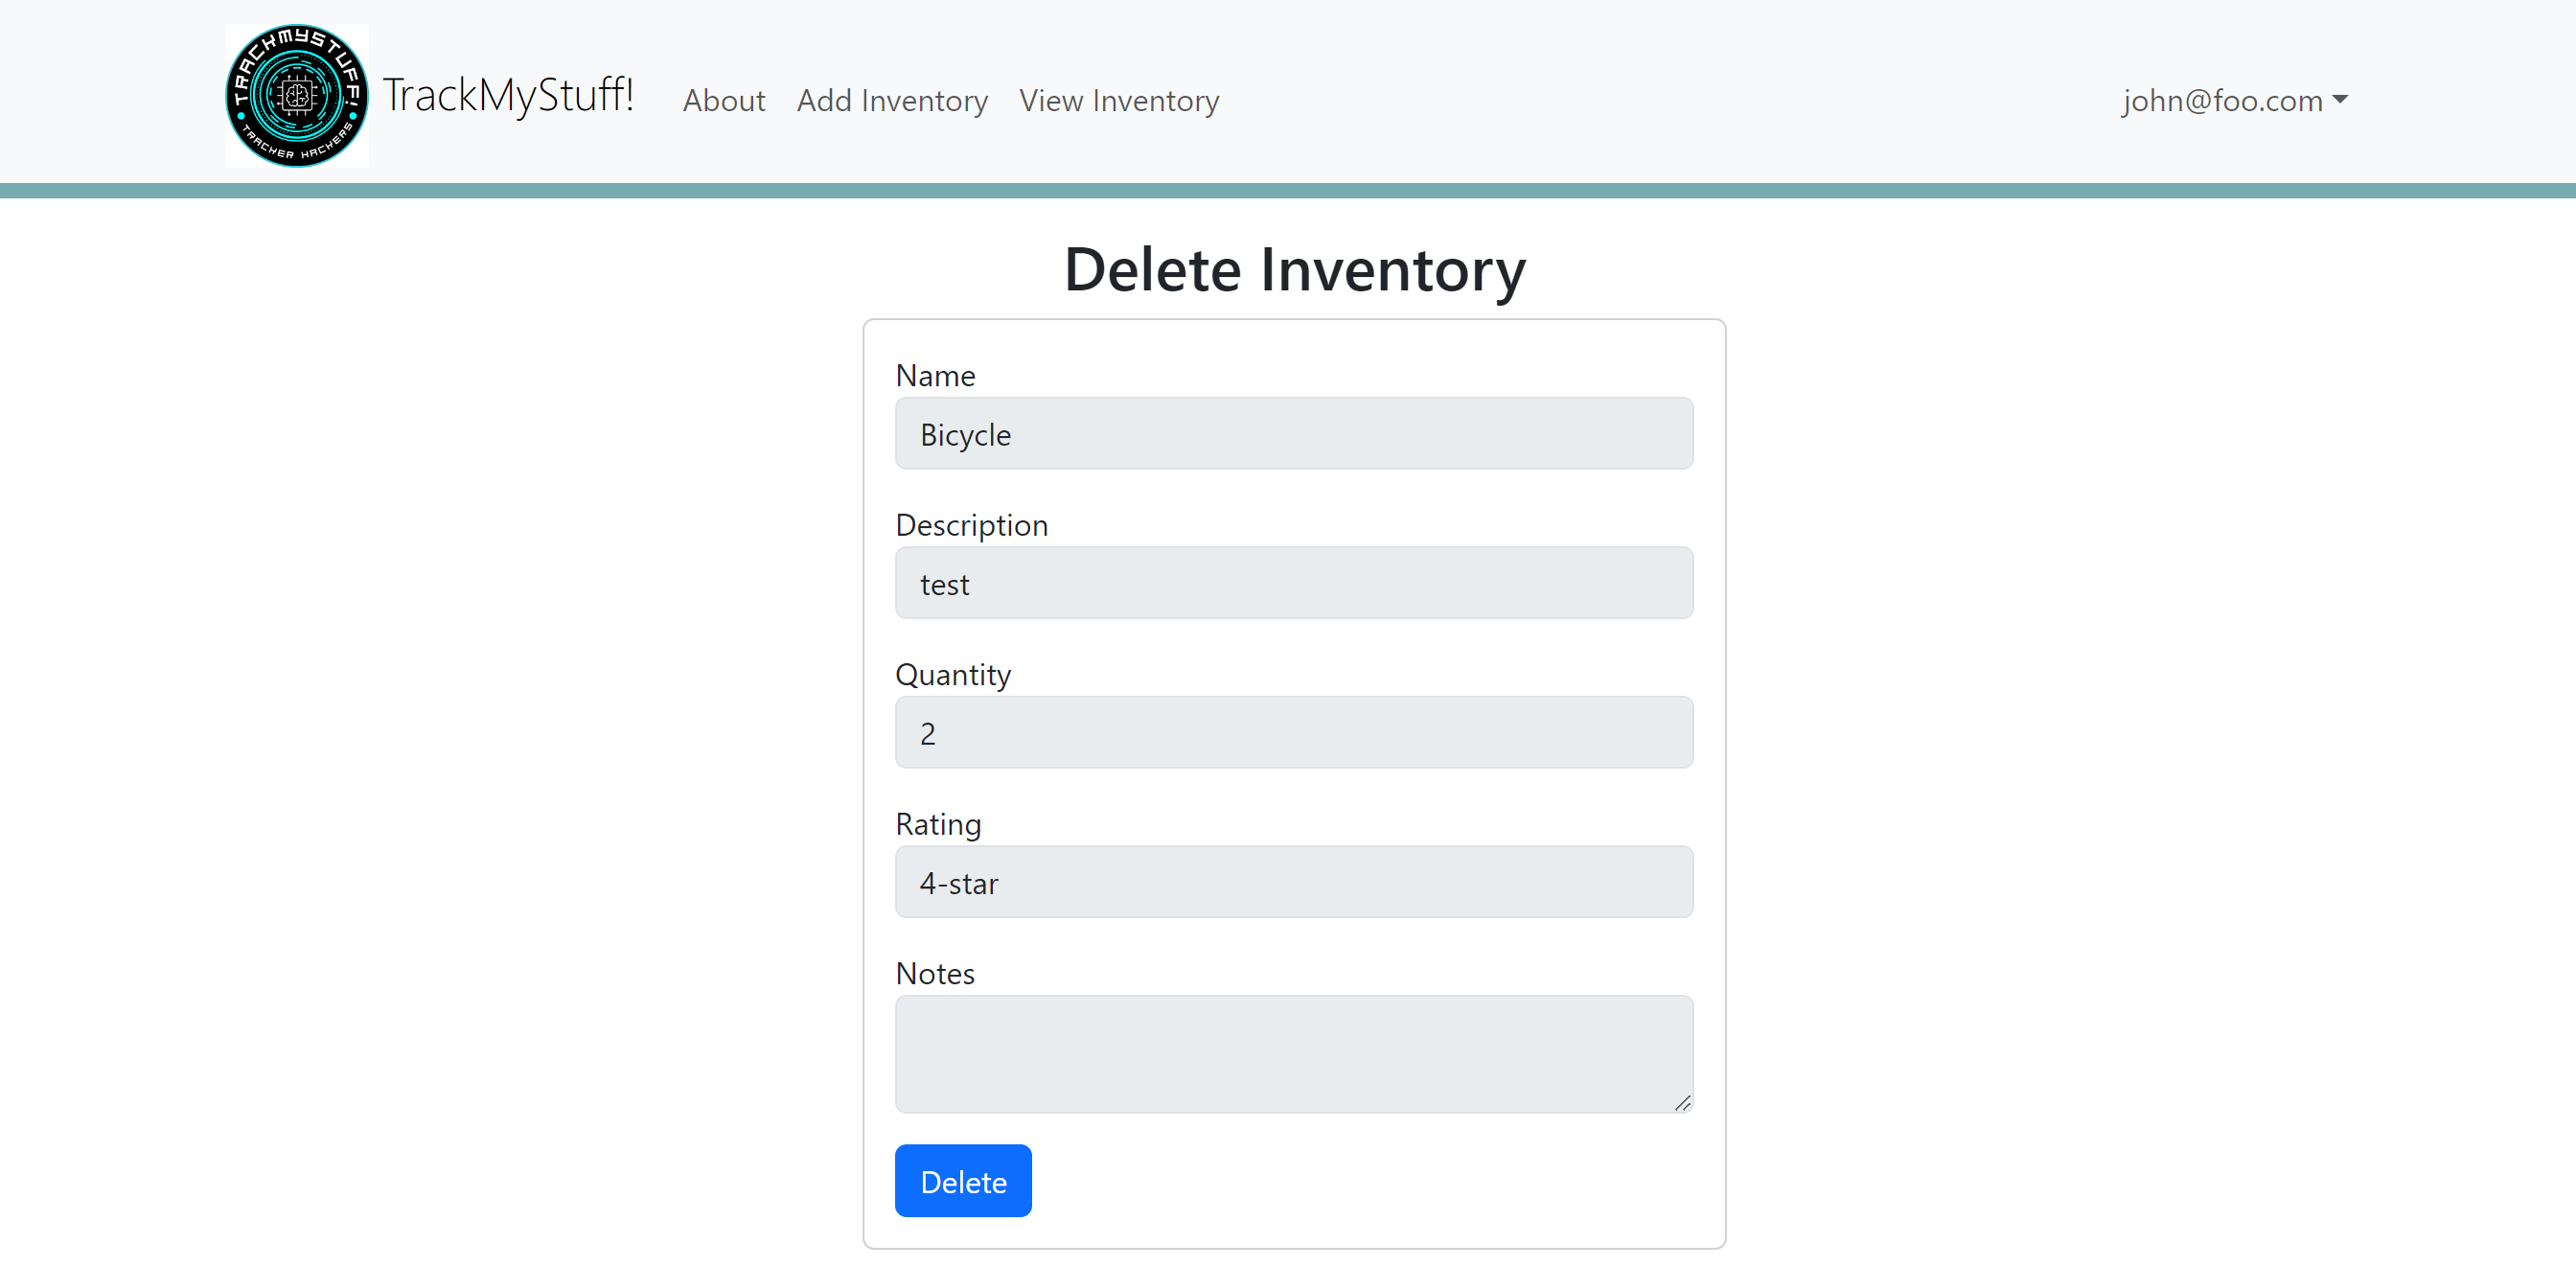 TRACKMYSTUFF!
TRACKER HACKERS
TrackMyStuff!
About
Add Inventory
View Inventory
john@foo.com
Delete Inventory
Name
Bicycle
Description
test
Quantity
2
Rating
4-star
Notes
Delete